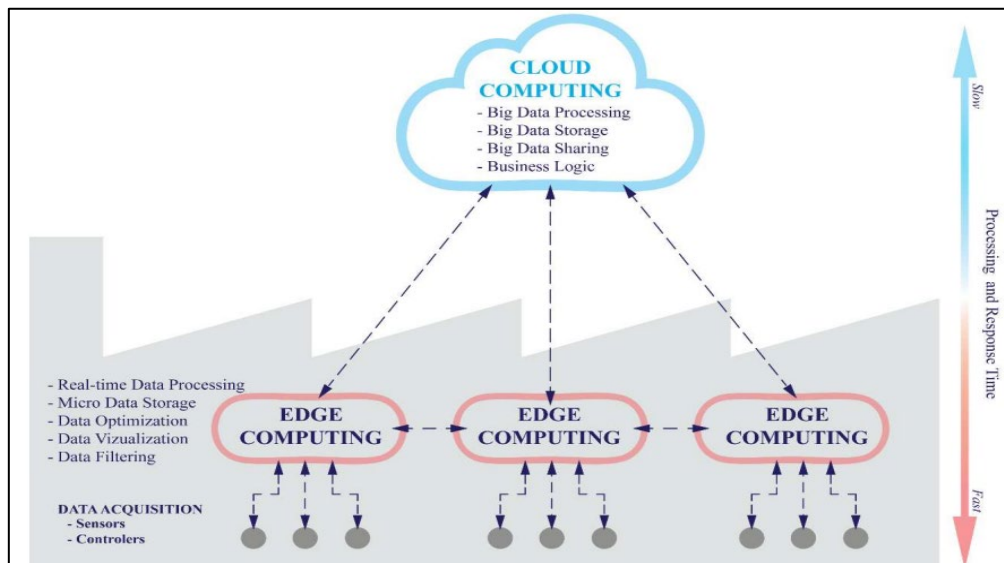 CLOUD
COMPUTING
- Big Data Processing
- Big Data Storage
- Big Data Sharing
- Business Logic
Slow
Processing and Response Time
Fast
- Real-time Data Processing
- Micro Data Storage
- Data Optimization
- Data Vizualization
- Data Filtering
EDGE
COMPUTING
EDGE
COMPUTING
EDGE
COMPUTING
DATA ACQUISITION
- Sensors
- Controlers